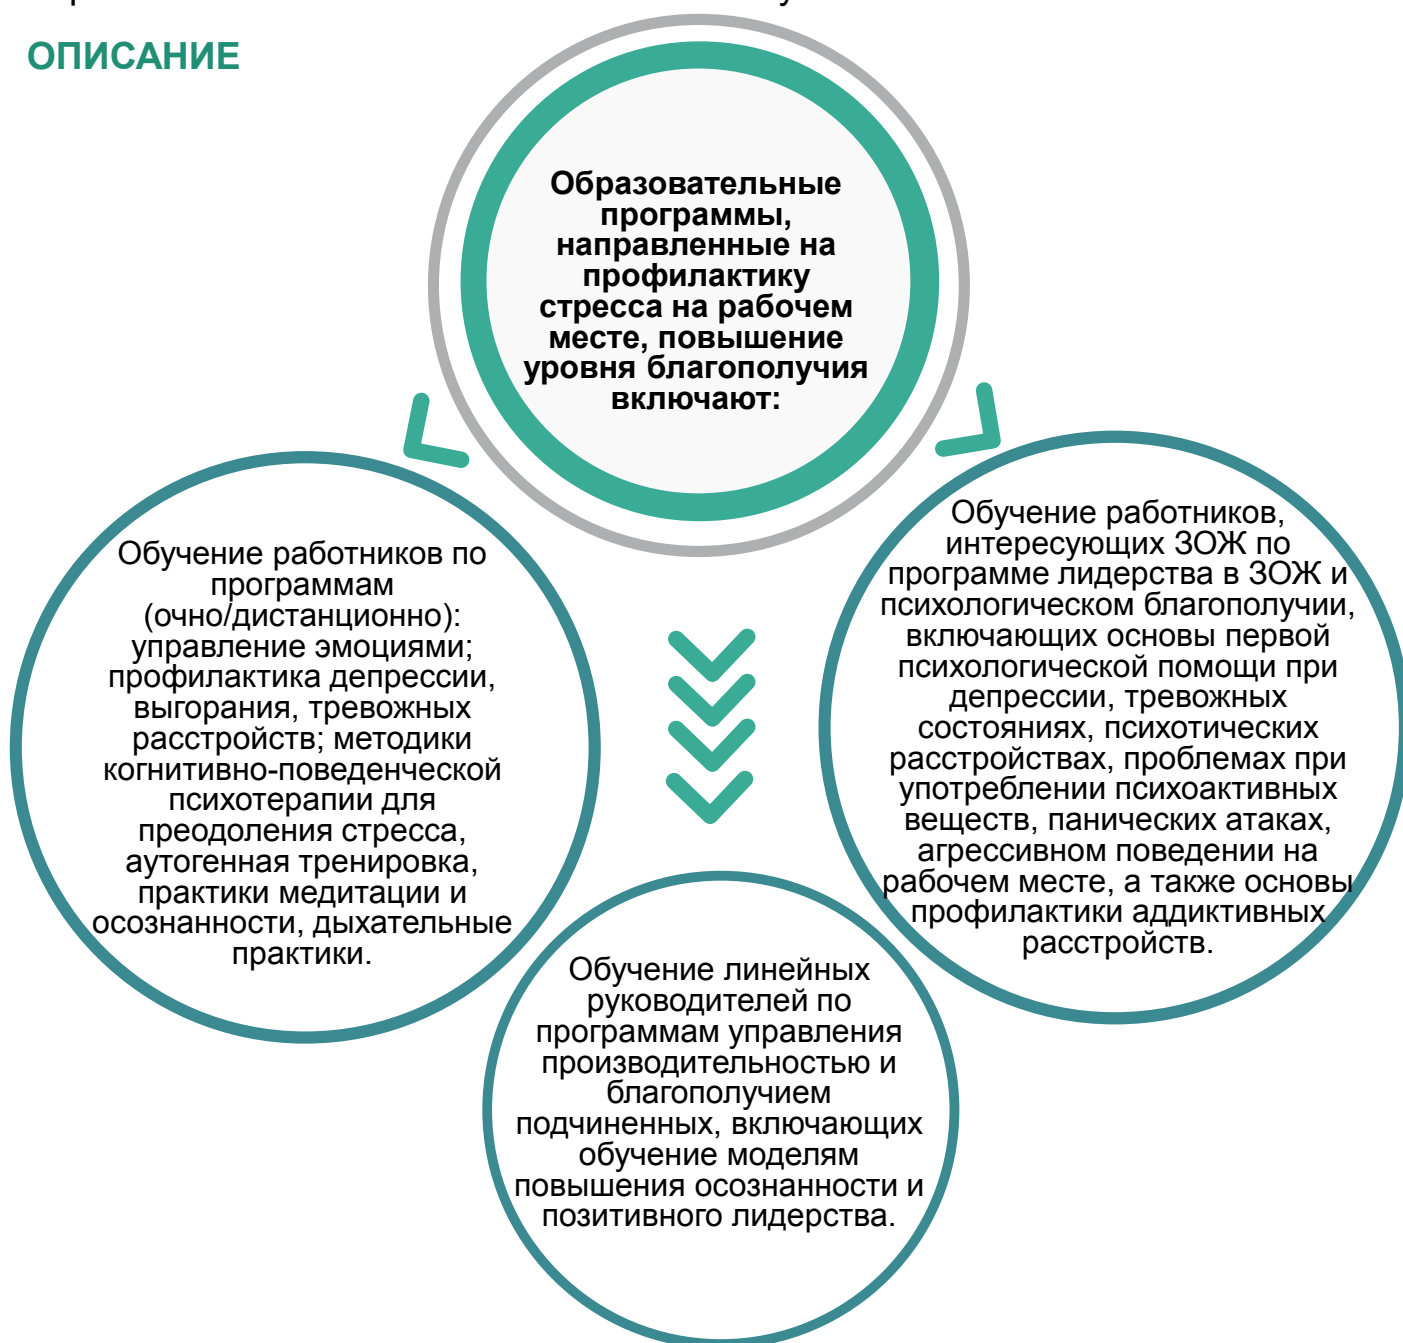 ОПИСАНИЕ
Образовательные
программы,
направленные на
профилактику
стресса на рабочем
месте, повышение
уровня благополучия
включают:
Обучение работников по
программам
(очно/дистанционно):
управление эмоциями;
профилактика депрессии,
выгорания, тревожных
расстройств; методики
когнитивно-поведенческой
психотерапии для
преодоления стресса,
аутогенная тренировка,
практики медитации и
осознанности, дыхательные
практики.
Обучение работников,
интересующих ЗОЖ по
программе лидерства в ЗОЖ и
психологическом благополучии,
включающих основы первой
психологической помощи при
депрессии, тревожных
состояниях, психотических
расстройствах, проблемах при
употреблении психоактивных
веществ, панических атаках,
агрессивном поведении на
рабочем месте, а также основы
профилактики аддиктивных
расстройств.
Обучение линейных
руководителей по
программам управления
производительностью и
благополучием
подчиненных, включающих
обучение моделям
повышения осознанности и
позитивного лидерства.